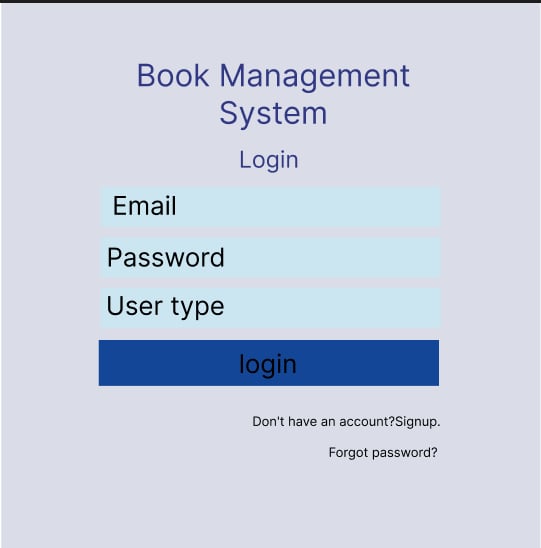 Book Management
System
Login
Email
Password
User type
login
Don't have an account?Signup.
Forgot password?